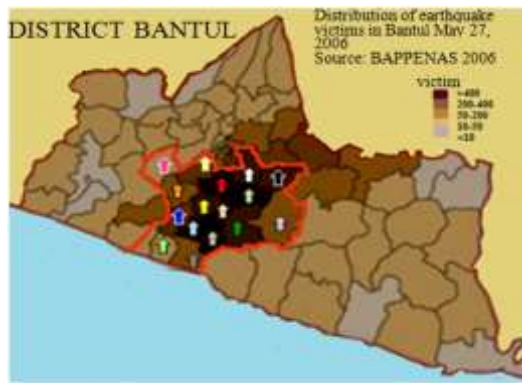 DISTRICT BANTUL
Distribution of earthquake
victims in Bantul May 27,
2006
Source: BAPPENAS 2006
victim
>400
200-400
50-200
10-50
<10